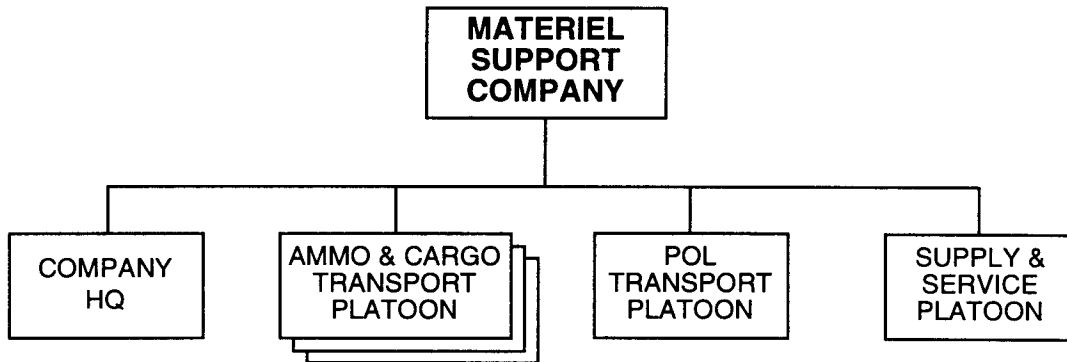 MATERIEL
SUPPORT
COMPANY
COMPANY
HQ
AMMO & CARGO
TRANSPORT
PLATOON
POL
TRANSPORT
PLATOON
SUPPLY &
SERVICE
PLATOON